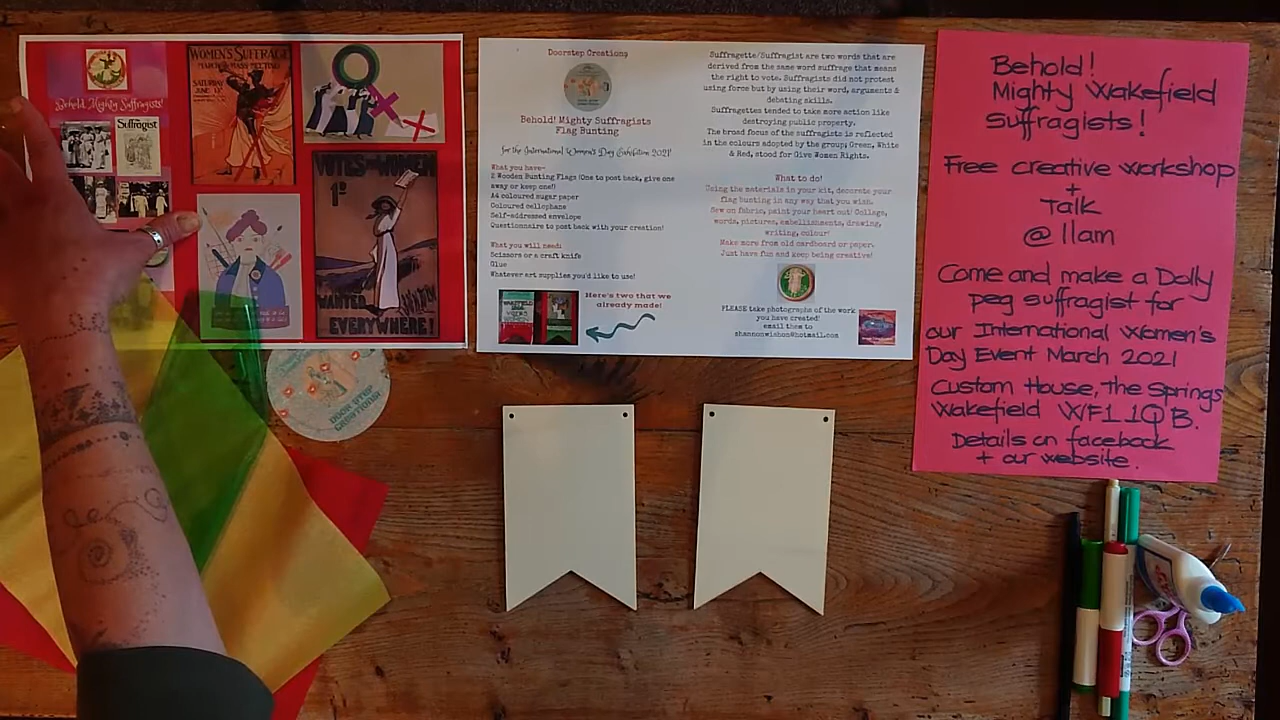 Behold Mighty Suffragists!
Suffragist
WOMEN'S SUFFRAGE
MARCH & MASS MEETING
SATURDAY
VOTES FOR WOMEN
1D
WANTED
EVERYWHERE!
DOOR STEP
CREATIONS!
Doorstep Creations
Behold! Mighty Suffragists
Flag Bunting
for the International Women's Day Exhibition 2021!
What you have-
2 Wooden Bunting Flags (One to post back, give one
away or keep one!)
A4 coloured sugar paper
Coloured cellophane
Self-addressed envelope
Questionnaire to post back with your creation!
What you will need:
Scissors or a craft knife
Glue
Whatever art supplies you'd like to use!
Here's two that we
already made!
Suffragette/Suffragist are two words that are
derived from the same word suffrage that means
the right to vote. Suffragists did not protest
using force but by using their word, arguments &
debating skills.
Suffragettes tended to take more action like
destroying public property.
The broad focus of the suffragists is reflected
in the colours adopted by the group; Green, White
& Red, stood for Give Women Rights.
What to do!
Using the materials in your kit, decorate your
flag bunting in any way that you wish.
Sew on fabric, paint your heart out! Collage,
words, pictures, embellishments, drawing,
writing, colour!
Make more from old cardboard or paper.
Just have fun and keep being creative!
PLEASE take photographs of the work
you have created!
email them to
shannonwishon@hotmail.com
Behold!
Mighty Wakefield
Suffragists!
Free creative workshop
+
Talk
@ 11am
Come and make a Dolly
peg suffragist for
our International Women's
Day Event March 2021
Custom House, The Springs
Wakefield WF1 1QB.
Details on facebook
+ our website.